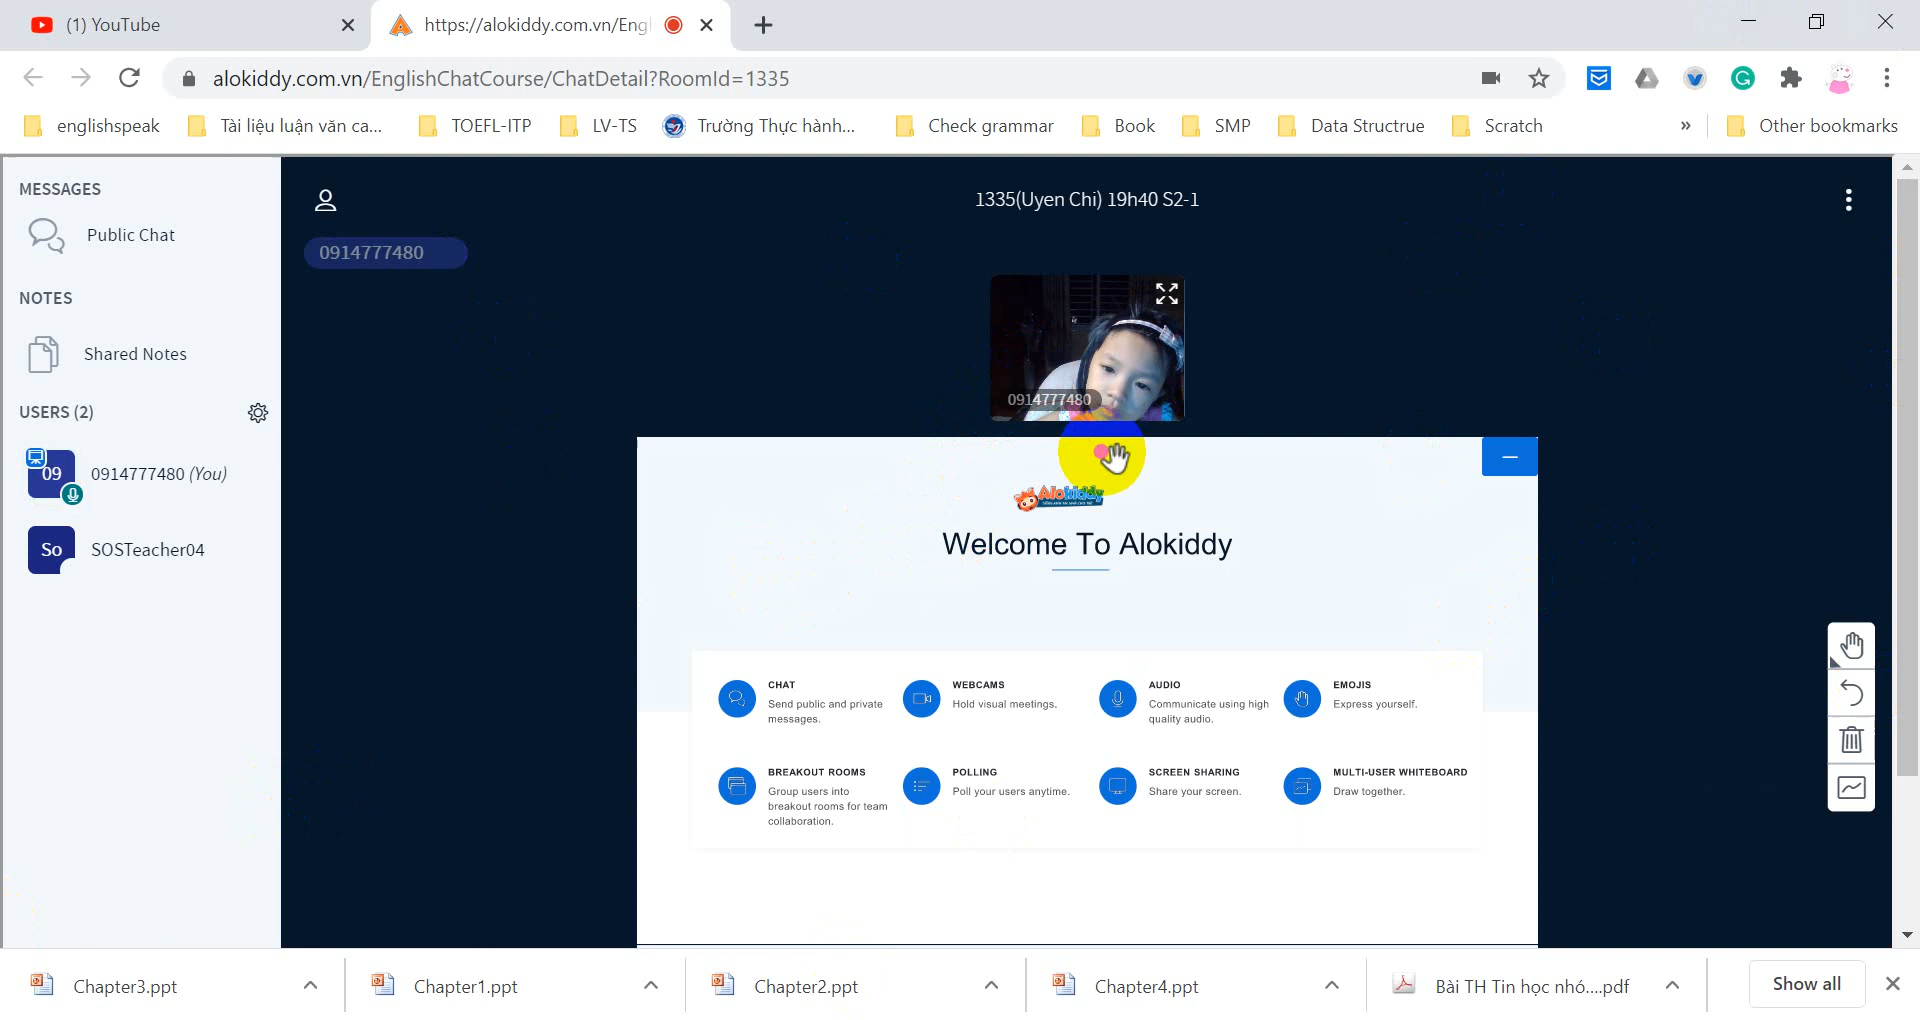 (1) YouTube
https://alokiddy.com.vn/Eng
alokiddy.com.vn/EnglishChatCourse/ChatDetail?RoomId=1335
englishspeak
Tài liệu luận văn ca...
TOEFL-ITP
LV-TS
Trường Thực hành...
Check grammar
Book
SMP
Data Structrue
Scratch
»
Other bookmarks
MESSAGES
Public Chat
NOTES
Shared Notes
USERS (2)
09
0914777480 (You)
So
SOSTeacher04
1335(Uyen Chi) 19h40 S2-1
0914777480
0914777480
Alokiddy
Welcome To Alokiddy
CHAT
Send public and private
messages.
WEBCAMS
Hold visual meetings.
AUDIO
Communicate using high
quality audio.
EMOJIS
Express yourself.
BREAKOUT ROOMS
Group users into
breakout rooms for team
collaboration.
POLLING
Poll your users anytime.
SCREEN SHARING
Share your screen.
MULTI-USER WHITEBOARD
Draw together.
Chapter3.ppt
Chapter1.ppt
Chapter2.ppt
Chapter4.ppt
Bài TH Tin học nhó....pdf
Show all